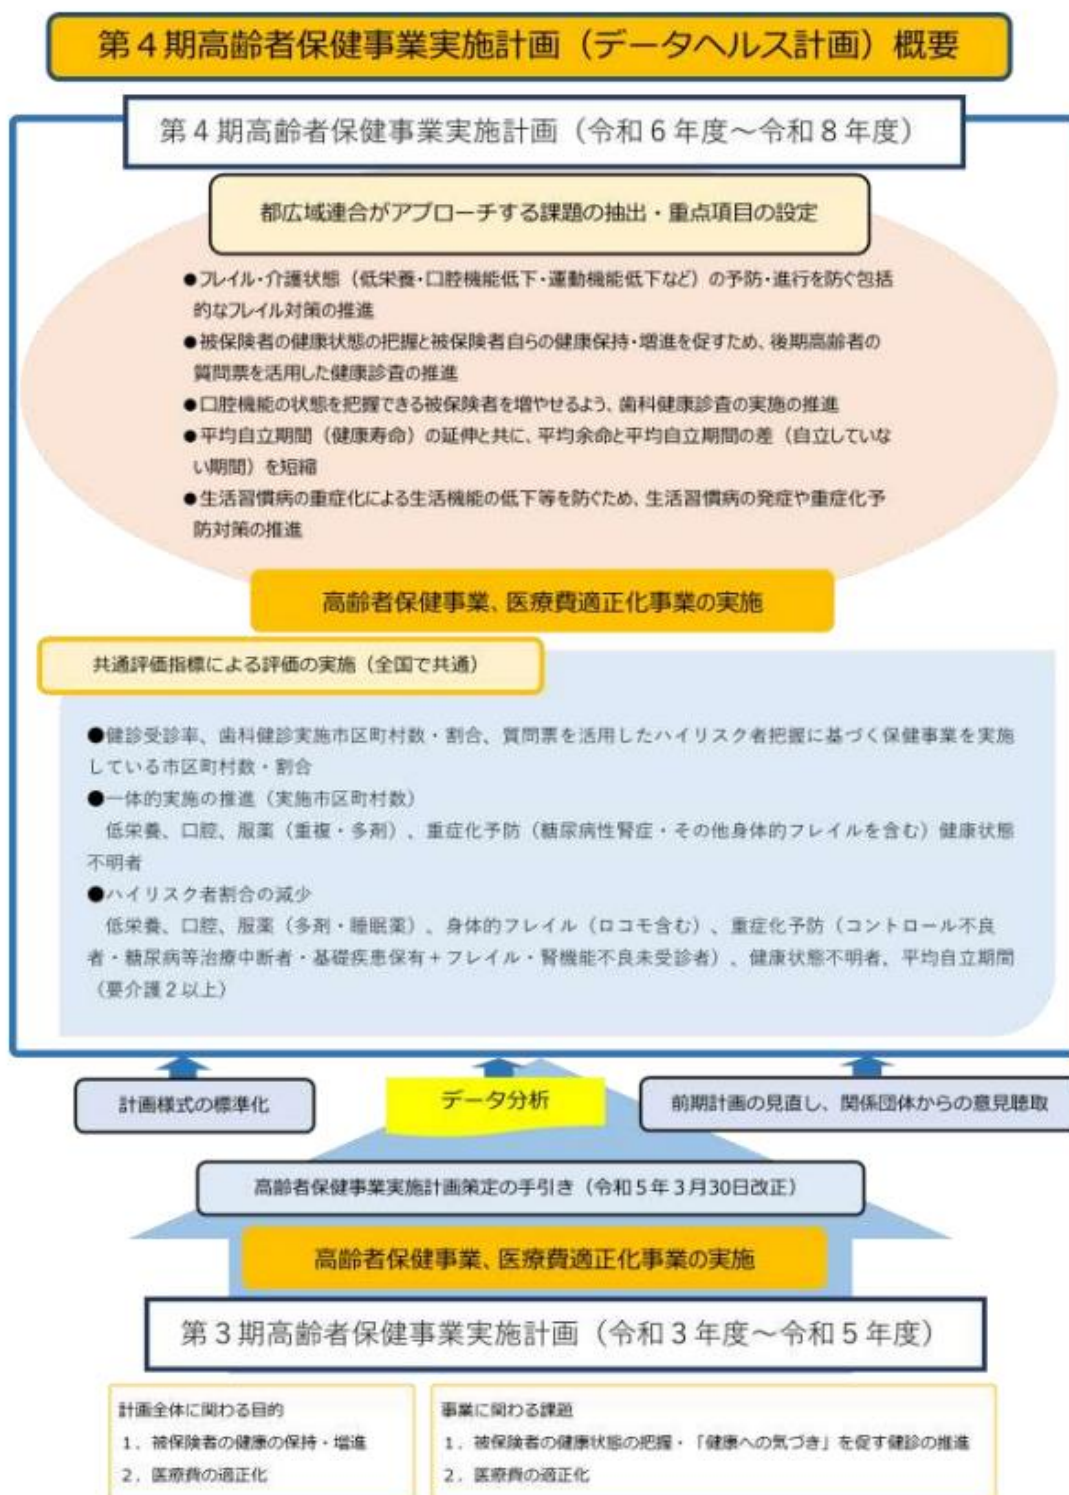 第４期高齢者保健事業実施計画（データヘルス計画）概要
第４期高齢者保健事業実施計画（令和６年度～令和８年度）
都広域連合がアプローチする課題の抽出・重点項目の設定
●フレイル・介護状態（低栄養・口腔機能低下・運動機能低下など）の予防・進行を防ぐ包括
的なフレイル対策の推進
●被保険者の健康状態の把握と被保険者自らの健康保持・増進を促すため、後期高齢者の
質問票を活用した健康診査の推進
●口腔機能の状態を把握できる被保険者を増やせるよう、歯科健康診査の実施の推進
●平均自立期間（健康寿命）の延伸と共に、平均余命と平均自立期間の差（自立していな
い期間）を短縮
●生活習慣病の重症化による生活機能の低下等を防ぐため、生活習慣病の発症や重症化予
防対策の推進
高齢者保健事業、医療費適正化事業の実施
共通評価指標による評価の実施（全国で共通）
●健診受診率、歯科健診実施市区町村数・割合、質問票を活用したハイリスク者把握に基づく保健事業を実施
している市区町村数・割合
●一体的実施の推進（実施市区町村数）
低栄養、口腔、服薬（重複・多剤）、重症化予防（糖尿病性腎症・その他身体的フレイルを含む）健康状態
不明者
●ハイリスク者割合の減少
低栄養、口腔、服薬（多剤・睡眠薬）、身体的フレイル（ロコモ含む）、重症化予防（コントロール不良
者・糖尿病等治療中断者・基礎疾患保有＋フレイル・腎機能不良未受診者）、健康状態不明者、平均自立期間
（要介護２以上）
計画様式の標準化
データ分析
前期計画の見直し、関係団体からの意見聴取
高齢者保健事業実施計画策定の手引き（令和５年３月30日改正）
高齢者保健事業、医療費適正化事業の実施
第３期高齢者保健事業実施計画（令和３年度～令和５年度）
計画全体に関わる目的
１．被保険者の健康の保持・増進
２．医療費の適正化
事業に関わる課題
１．被保険者の健康状態の把握・「健康への気づき」を促す健診の推進
２．医療費の適正化